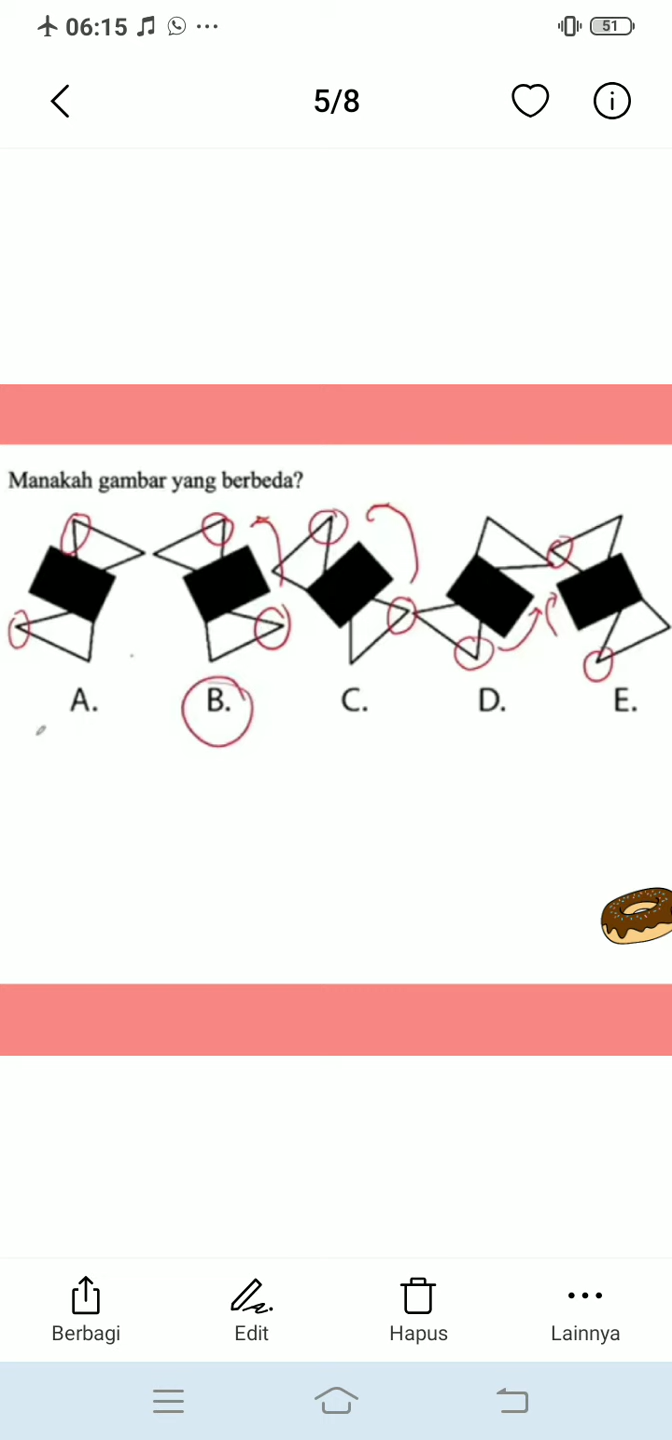 06:15
51
5/8
Manakah gambar yang berbeda?
A. B. C. D. E.
Berbagi Edit Hapus Lainnya